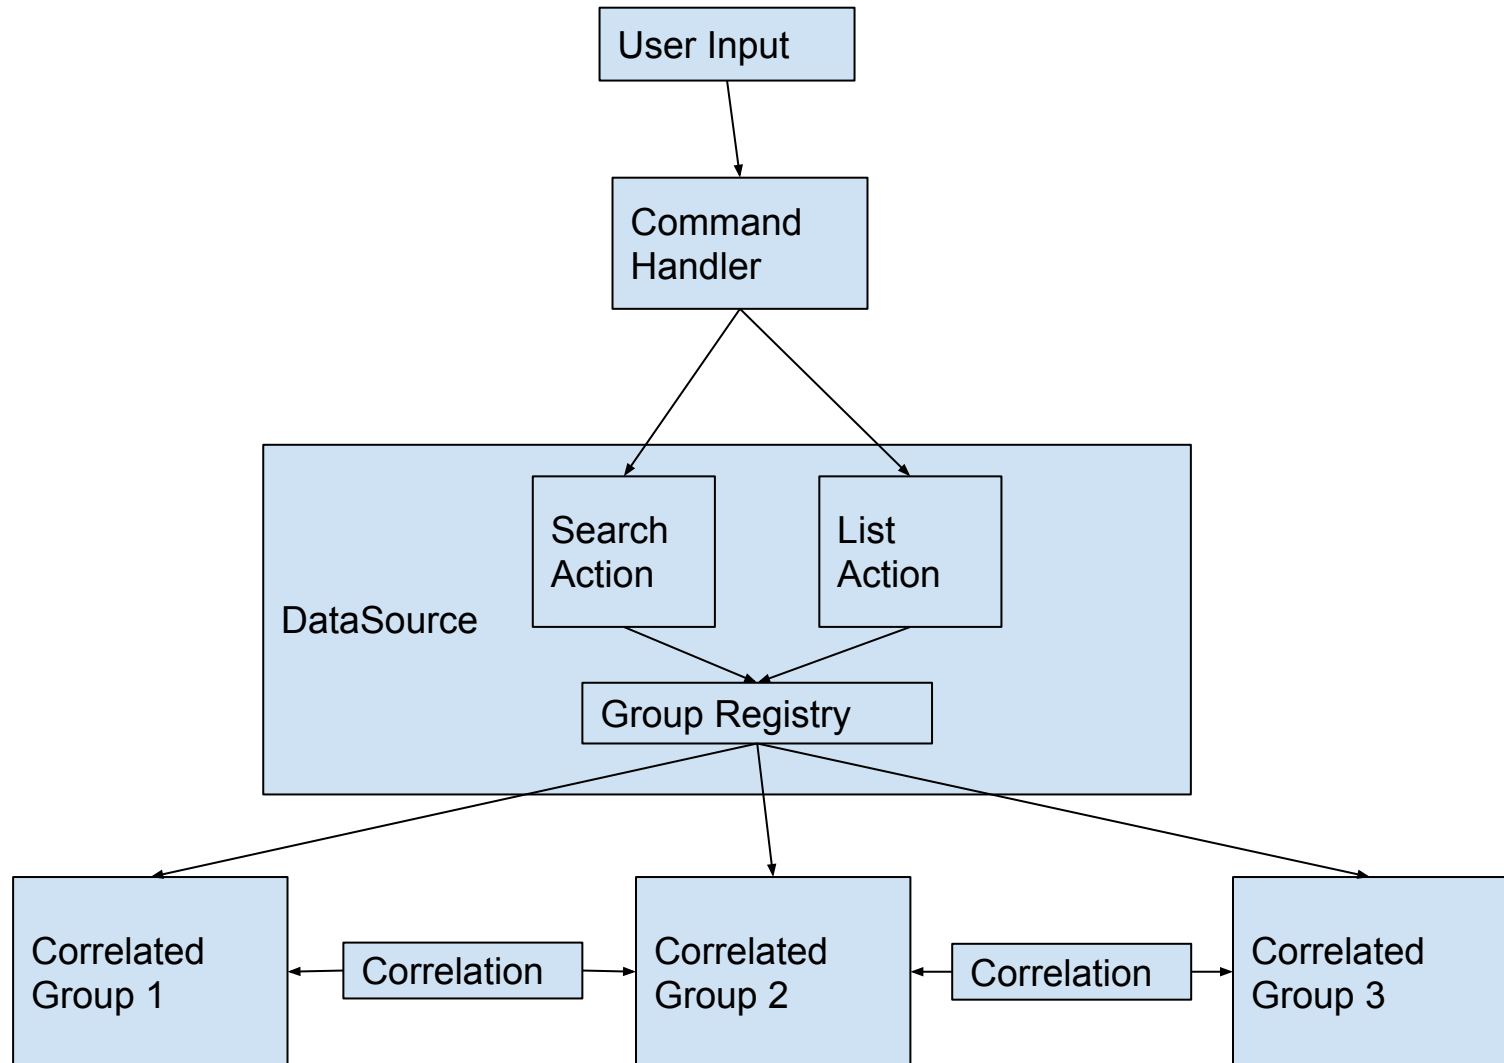 User Input
Command
Handler
Search
Action
List
Action
DataSource
Group Registry
Correlated
Group 1
Correlation
Correlated
Group 2
Correlation
Correlated
Group 3